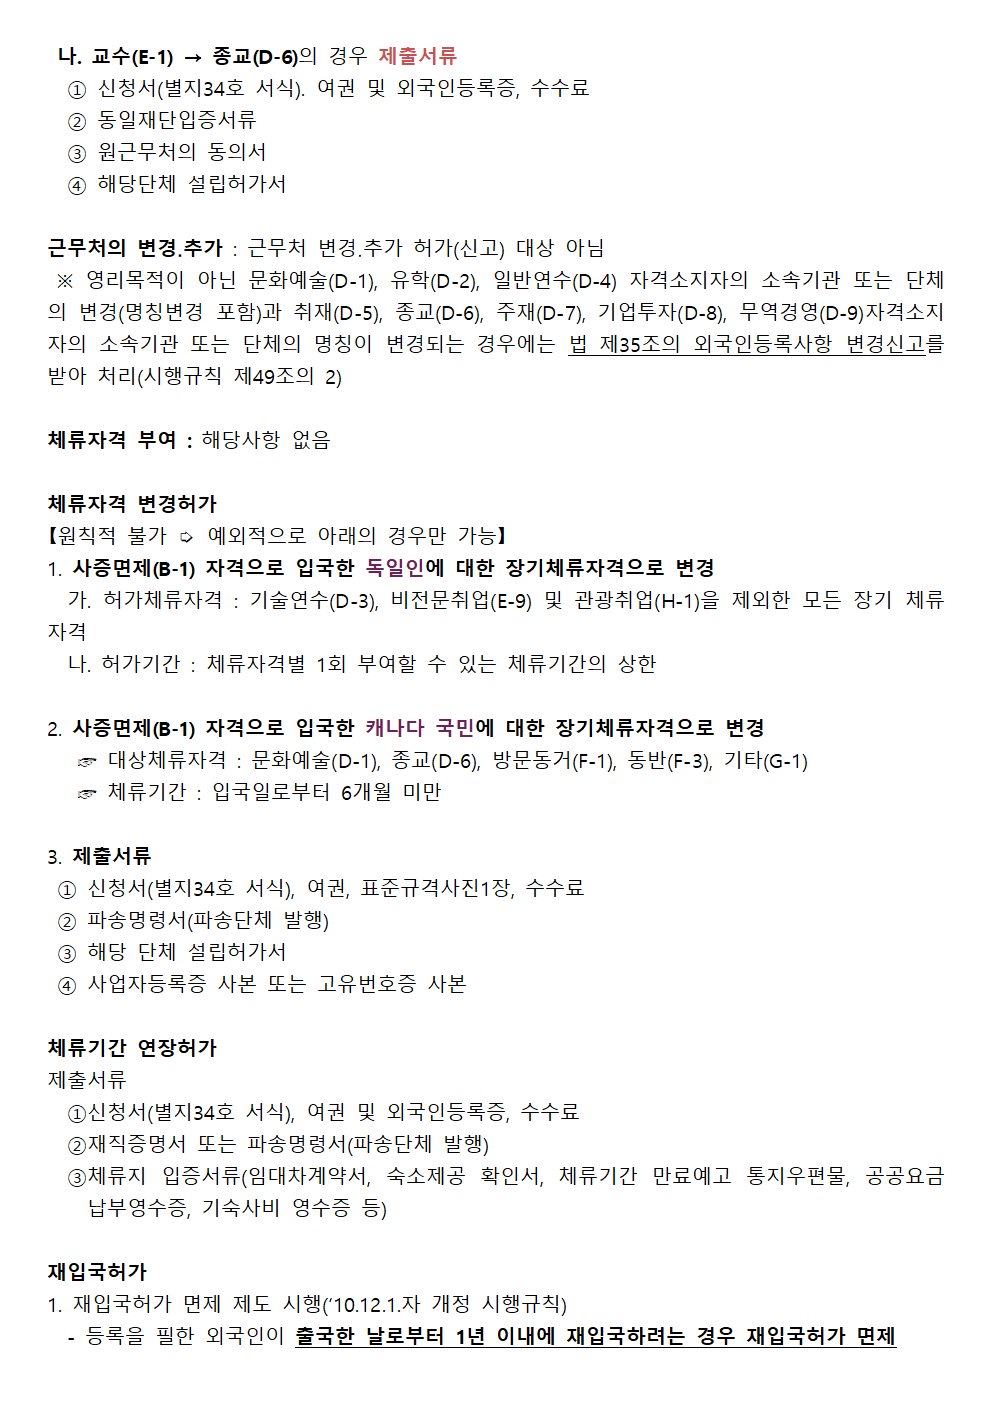 나. 교수(E-1) → 종교(D-6)의 경우 제출서류
① 신청서(별지34호 서식). 여권 및 외국인등록증, 수수료
② 동일재단입증서류
③ 원근무처의 동의서
④ 해당단체 설립허가서
근무처의 변경.추가 : 근무처 변경.추가 허가(신고) 대상 아님
※ 영리목적이 아닌 문화예술(D-1), 유학(D-2), 일반연수(D-4) 자격소지자의 소속기관 또는 단체
의 변경(명칭변경 포함)과 취재(D-5), 종교(D-6), 주재(D-7), 기업투자(D-8), 무역경영(D-9)자격소지
자의 소속기관 또는 단체의 명칭이 변경되는 경우에는 법 제35조의 외국인등록사항 변경신고를
받아 처리(시행규칙 제49조의 2)
체류자격 부여 : 해당사항 없음
체류자격 변경허가
【원칙적 불가 ➩ 예외적으로 아래의 경우만 가능】
1. 사증면제(B-1) 자격으로 입국한 독일인에 대한 장기체류자격으로 변경
가. 허가체류자격 : 기술연수(D-3), 비전문취업(E-9) 및 관광취업(H-1)을 제외한 모든 장기 체류
자격
나. 허가기간 : 체류자격별 1회 부여할 수 있는 체류기간의 상한
2. 사증면제(B-1) 자격으로 입국한 캐나다 국민에 대한 장기체류자격으로 변경
☞ 대상체류자격 : 문화예술(D-1), 종교(D-6), 방문동거(F-1), 동반(F-3), 기타(G-1)
☞ 체류기간 : 입국일로부터 6개월 미만
3. 제출서류
① 신청서(별지34호 서식), 여권, 표준규격사진1장, 수수료
② 파송명령서(파송단체 발행)
③ 해당 단체 설립허가서
④ 사업자등록증 사본 또는 고유번호증 사본
체류기간 연장허가
제출서류
①신청서(별지34호 서식), 여권 및 외국인등록증, 수수료
②재직증명서 또는 파송명령서(파송단체 발행)
③체류지 입증서류(임대차계약서, 숙소제공 확인서, 체류기간 만료예고 통지우편물, 공공요금
납부영수증, 기숙사비 영수증 등)
재입국허가
1. 재입국허가 면제 제도 시행(‘10.12.1.자 개정 시행규칙)
- 등록을 필한 외국인이 출국한 날로부터 1년 이내에 재입국하려는 경우 재입국허가 면제